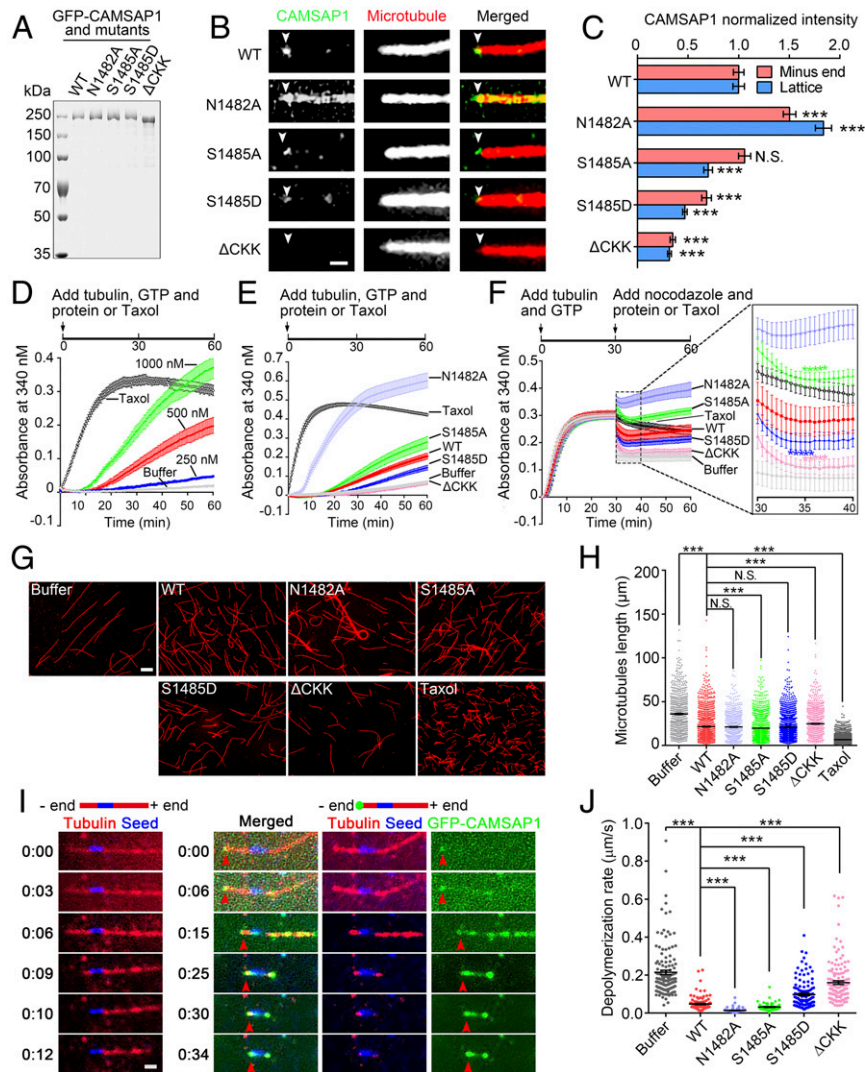 A
GFP-CAMSAP1
and mutants
WT
N1482A
S1485A
S1485D
ΔCKK
kDa
250
150
100
70
50
35
B
CAMSAP1
Microtubule
Merged
WT
N1482A
S1485A
S1485D
ΔCKK
C
CAMSAP1 normalized intensity
0 0.5 1.0 1.5 2.0
WT
Minus end
Lattice
N1482A
***
***
S1485A
N.S.
***
S1485D
***
***
ΔCKK
***
***
D
Add tubulin, GTP and
protein or Taxol
0 60
Absorbance at 340 nM
0.4
0.3
0.2
0.1
0
-0.1
1000 nM
Taxol
500 nM
Buffer
250 nM
10 20 30 40 50 60
Time (min)
E
Add tubulin, GTP and
protein or Taxol
0 60
Absorbance at 340 nM
0.7
0.6
0.4
0.2
0
-0.1
N1482A
Taxol
S1485A
WT
S1485D
Buffer
ΔCKK
10 20 30 40 50 60
Time (min)
F
Add tubulin
and GTP
Add nocodazole and
protein or Taxol
0 30 60
Absorbance at 340 nM
0.5
0.4
0.3
0.2
0.1
0
-0.1
N1482A
S1485A
Taxol
WT
S1485D
ΔCKK
Buffer
10 20 30 40 50 60
Time (min)
*****
*****
*****
30 35 40
G
Buffer
WT
N1482A
S1485A
S1485D
ΔCKK
Taxol
H
Microtubules length (μm)
200
150
100
50
0
***
***
***
N.S.
***
N.S.
Buffer
WT
N1482A
S1485A
S1485D
ΔCKK
Taxol
I
- end + end
Tubulin Seed
0:00
0:03
0:06
0:09
0:10
0:12
- end + end
Merged
Tubulin Seed
GFP-CAMSAP1
0:00
0:06
0:15
0:25
0:30
0:34
J
Depolymerization rate (μm/s)
1.0
0.8
0.6
0.4
0.2
0.0
***
***
***
***
***
Buffer
WT
N1482A
S1485A
S1485D
ΔCKK